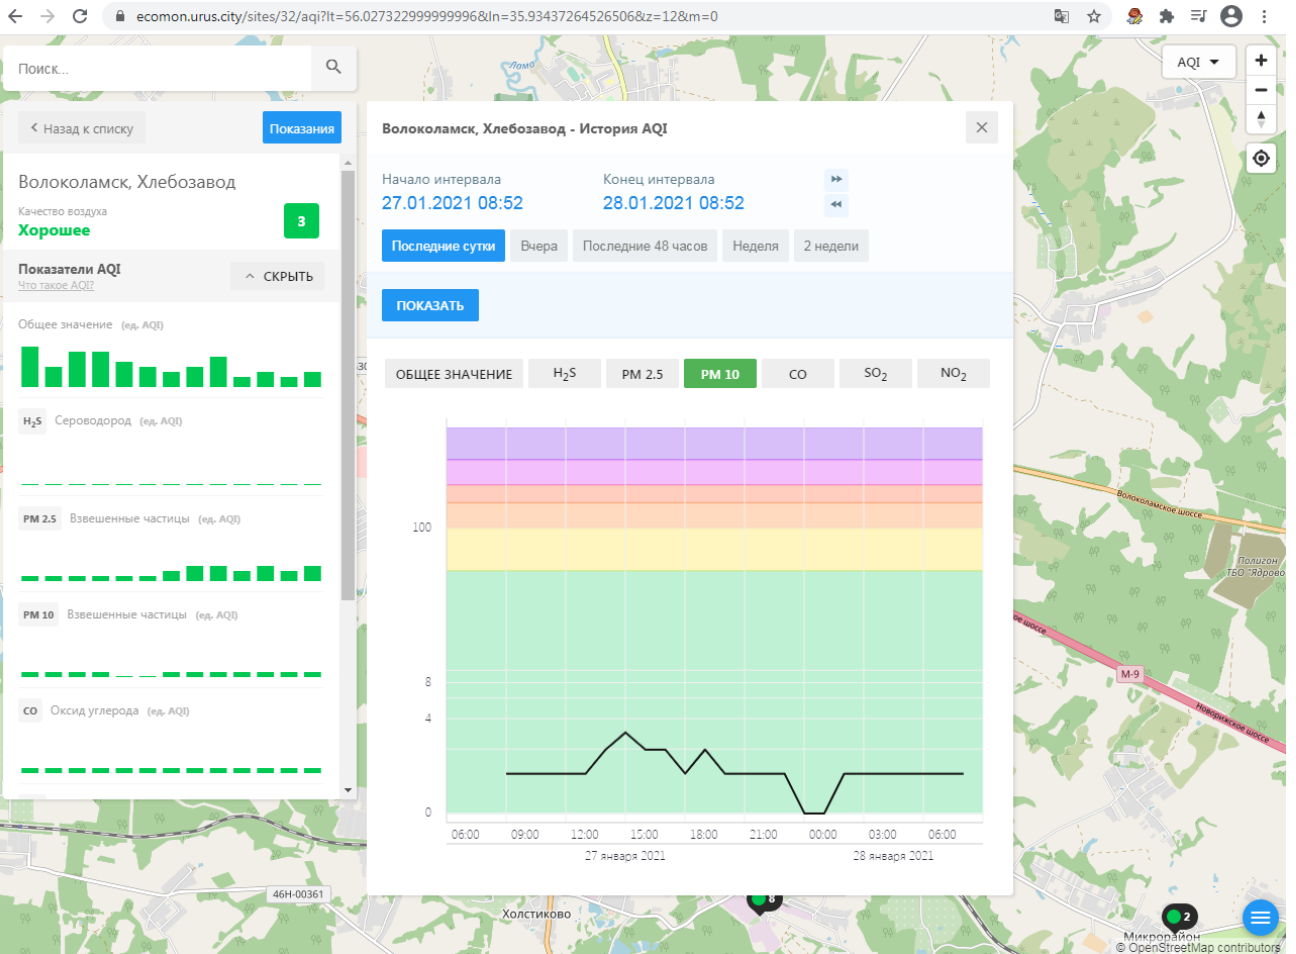 ecomon.urus.city/sites/32/aqi?lt=56.027322999999996&ln=35.93437264526506&z=12&m=0
Поиск...
AQI
Назад к списку
Показания
Волоколамск, Хлебозавод
Качество воздуха
Хорошее
3
Показатели AQI
Что такое AQI?
СКРЫТЬ
Общее значение (ед. AQI)
H₂S Сероводород (ед. AQI)
PM 2.5 Взвешенные частицы (ед. AQI)
PM 10 Взвешенные частицы (ед. AQI)
CO Оксид углерода (ед. AQI)
Волоколамск, Хлебозавод - История AQI
Начало интервала
27.01.2021 08:52
Конец интервала
28.01.2021 08:52
Последние сутки Вчера Последние 48 часов Неделя 2 недели
ПОКАЗАТЬ
ОБЩЕЕ ЗНАЧЕНИЕ H₂S PM 2.5 PM 10 CO SO₂ NO₂
100
8
4
0
06:00 09:00 12:00 15:00 18:00 21:00 00:00 03:00 06:00
27 января 2021 28 января 2021
Лама
Волоколамское шоссе
Полигон
ТБО "Ядрово
ое шоссе
М-9
Новорижское шоссе
46Н-00361
Холстиково
8
2
Микрорайон
© OpenStreetMap contributors